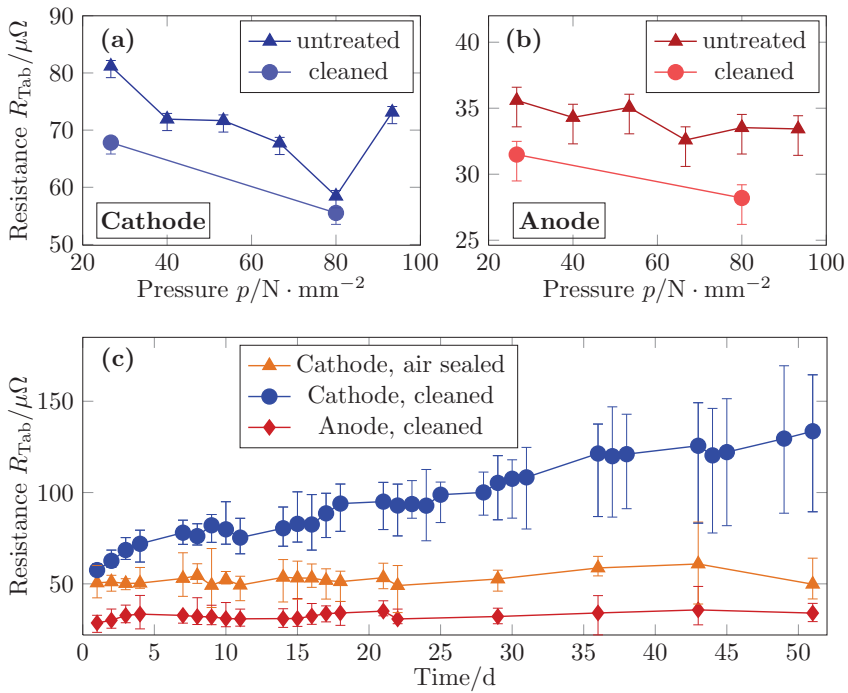 (a)
untreated
cleaned
Cathode
Resistance R_Tab/μΩ
50
60
70
80
90
20
40
60
80
100
Pressure p/N · mm⁻²
(b)
untreated
cleaned
Anode
25
30
35
40
20
40
60
80
100
Pressure p/N · mm⁻²
(c)
Cathode, air sealed
Cathode, cleaned
Anode, cleaned
Resistance R_Tab/μΩ
50
100
150
0
5
10
15
20
25
30
35
40
45
50
Time/d